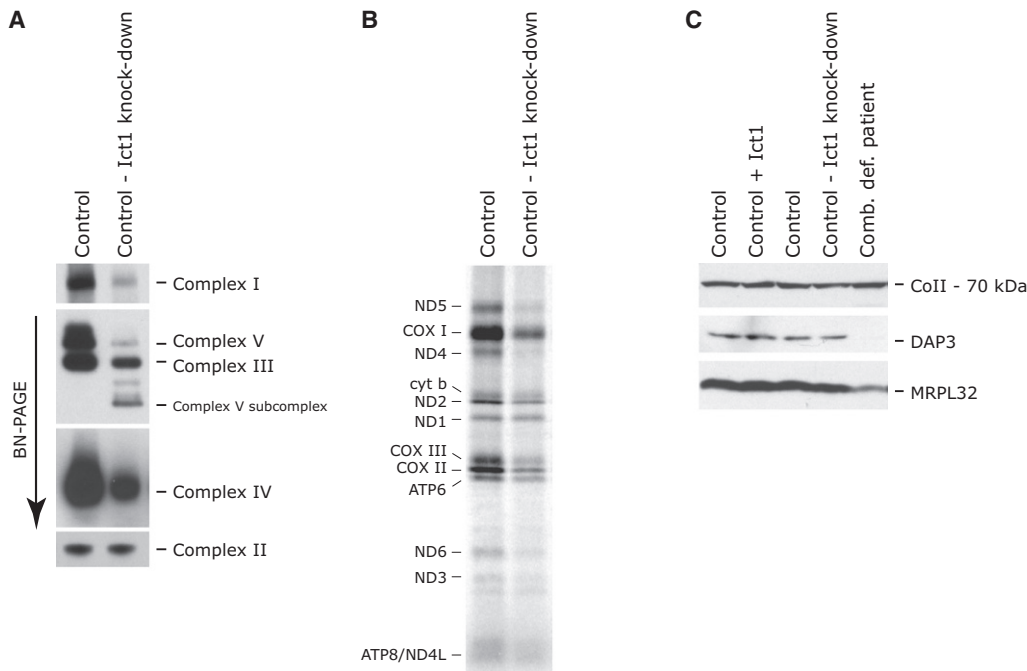 A
Control
Control - Ict1 knock-down
BN-PAGE
Complex I
Complex V
Complex III
Complex V subcomplex
Complex IV
Complex II
B
Control
Control - Ict1 knock-down
ND5
COX I
ND4
cyt b
ND2
ND1
COX III
COX II
ATP6
ND6
ND3
ATP8/ND4L
C
Control
Control + Ict1
Control
Control - Ict1 knock-down
Comb. def. patient
CoII - 70 kDa
DAP3
MRPL32